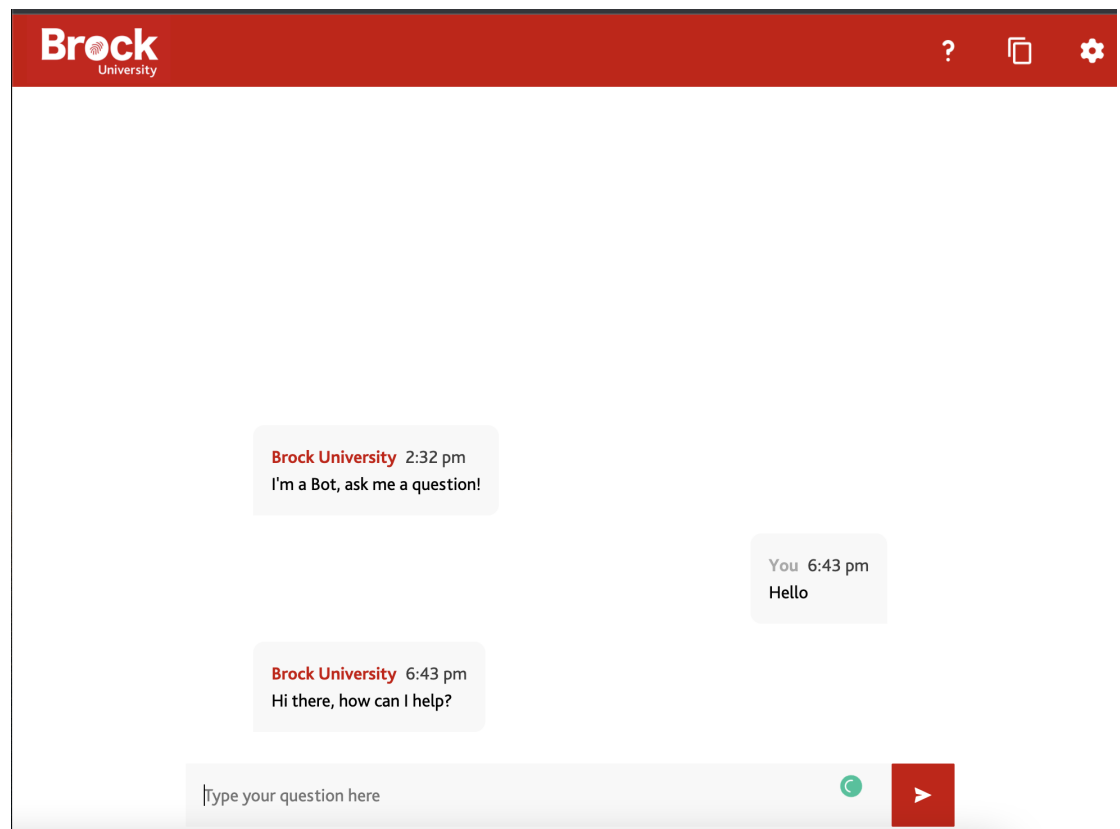 Brock
University
?
Brock University 2:32 pm
I'm a Bot, ask me a question!
You 6:43 pm
Hello
Brock University 6:43 pm
Hi there, how can I help?
Type your question here